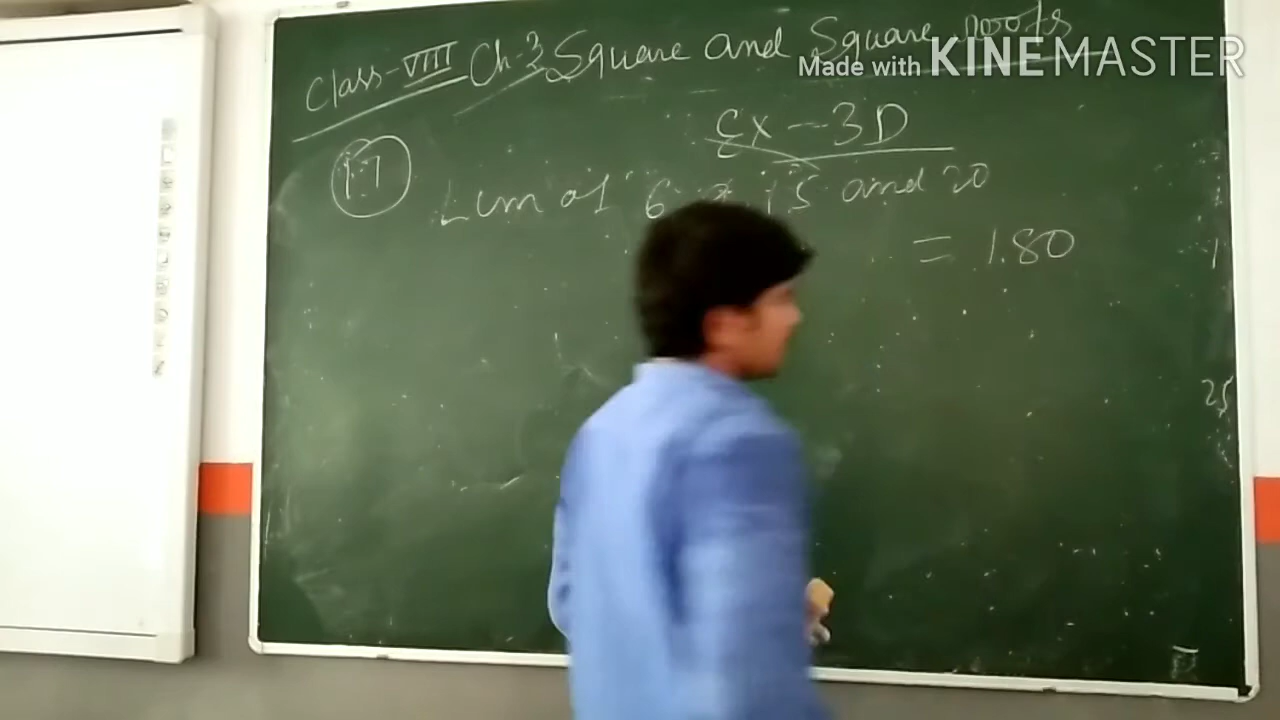 Class-VIII Ch-3 Square and Square roots
Made with KINEMASTER
Ex-3D
17 Lcm of 6 9 15 and 20
= 180
25